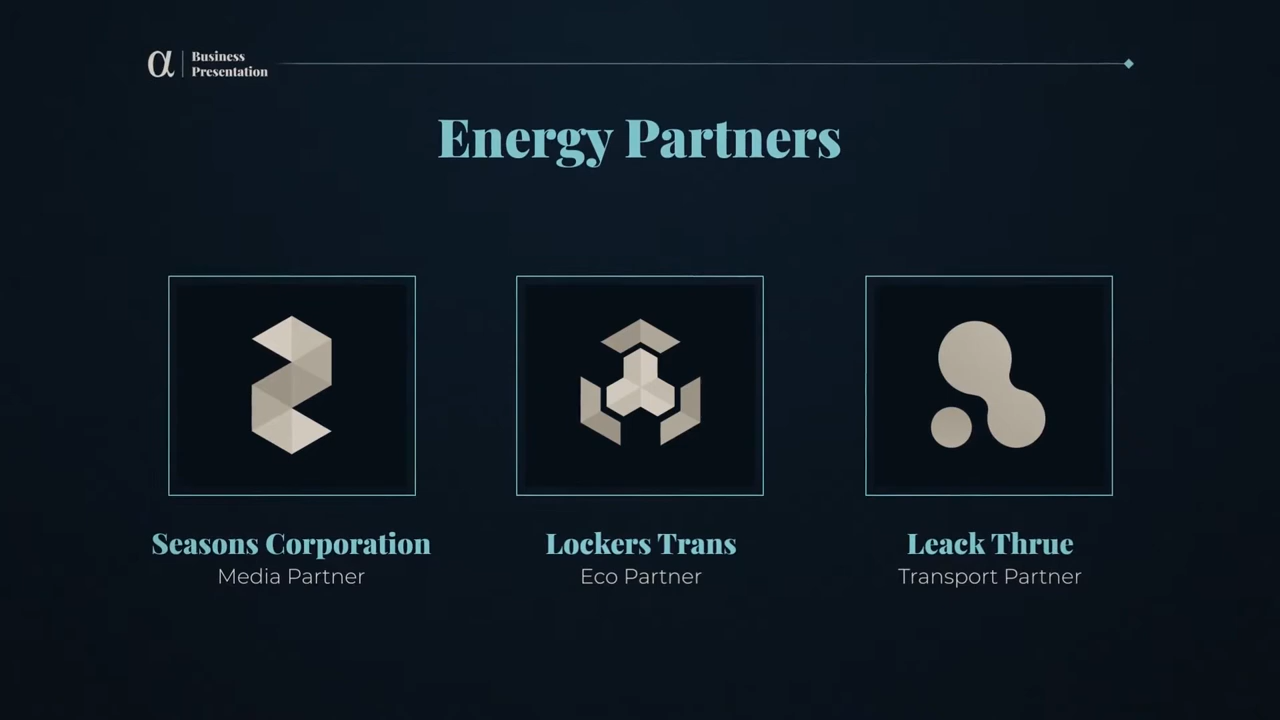 α
Business
Presentation
Energy Partners
Seasons Corporation
Media Partner
Lockers Trans
Eco Partner
Leack Thrue
Transport Partner